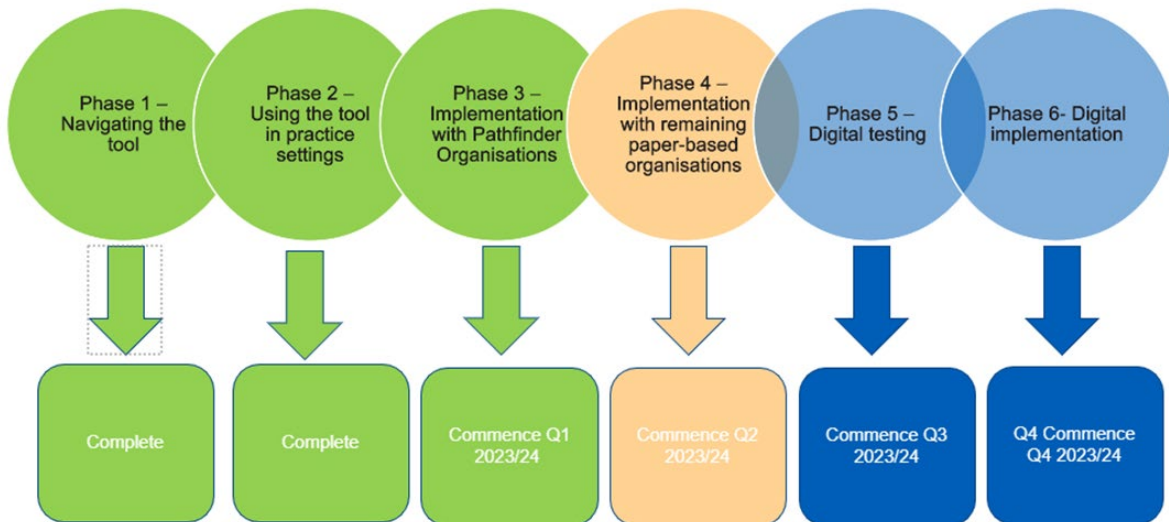 Phase 1 –
Navigating the
tool
Phase 2 –
Using the tool
in practice
settings
Phase 3 –
Implementation
with Pathfinder
Organisations
Phase 4 –
Implementation
with remaining
paper-based
organisations
Phase 5 –
Digital testing
Phase 6- Digital
implementation
Complete
Complete
Commence Q1
2023/24
Commence Q2
2023/24
Commence Q3
2023/24
Q4 Commence
Q4 2023/24